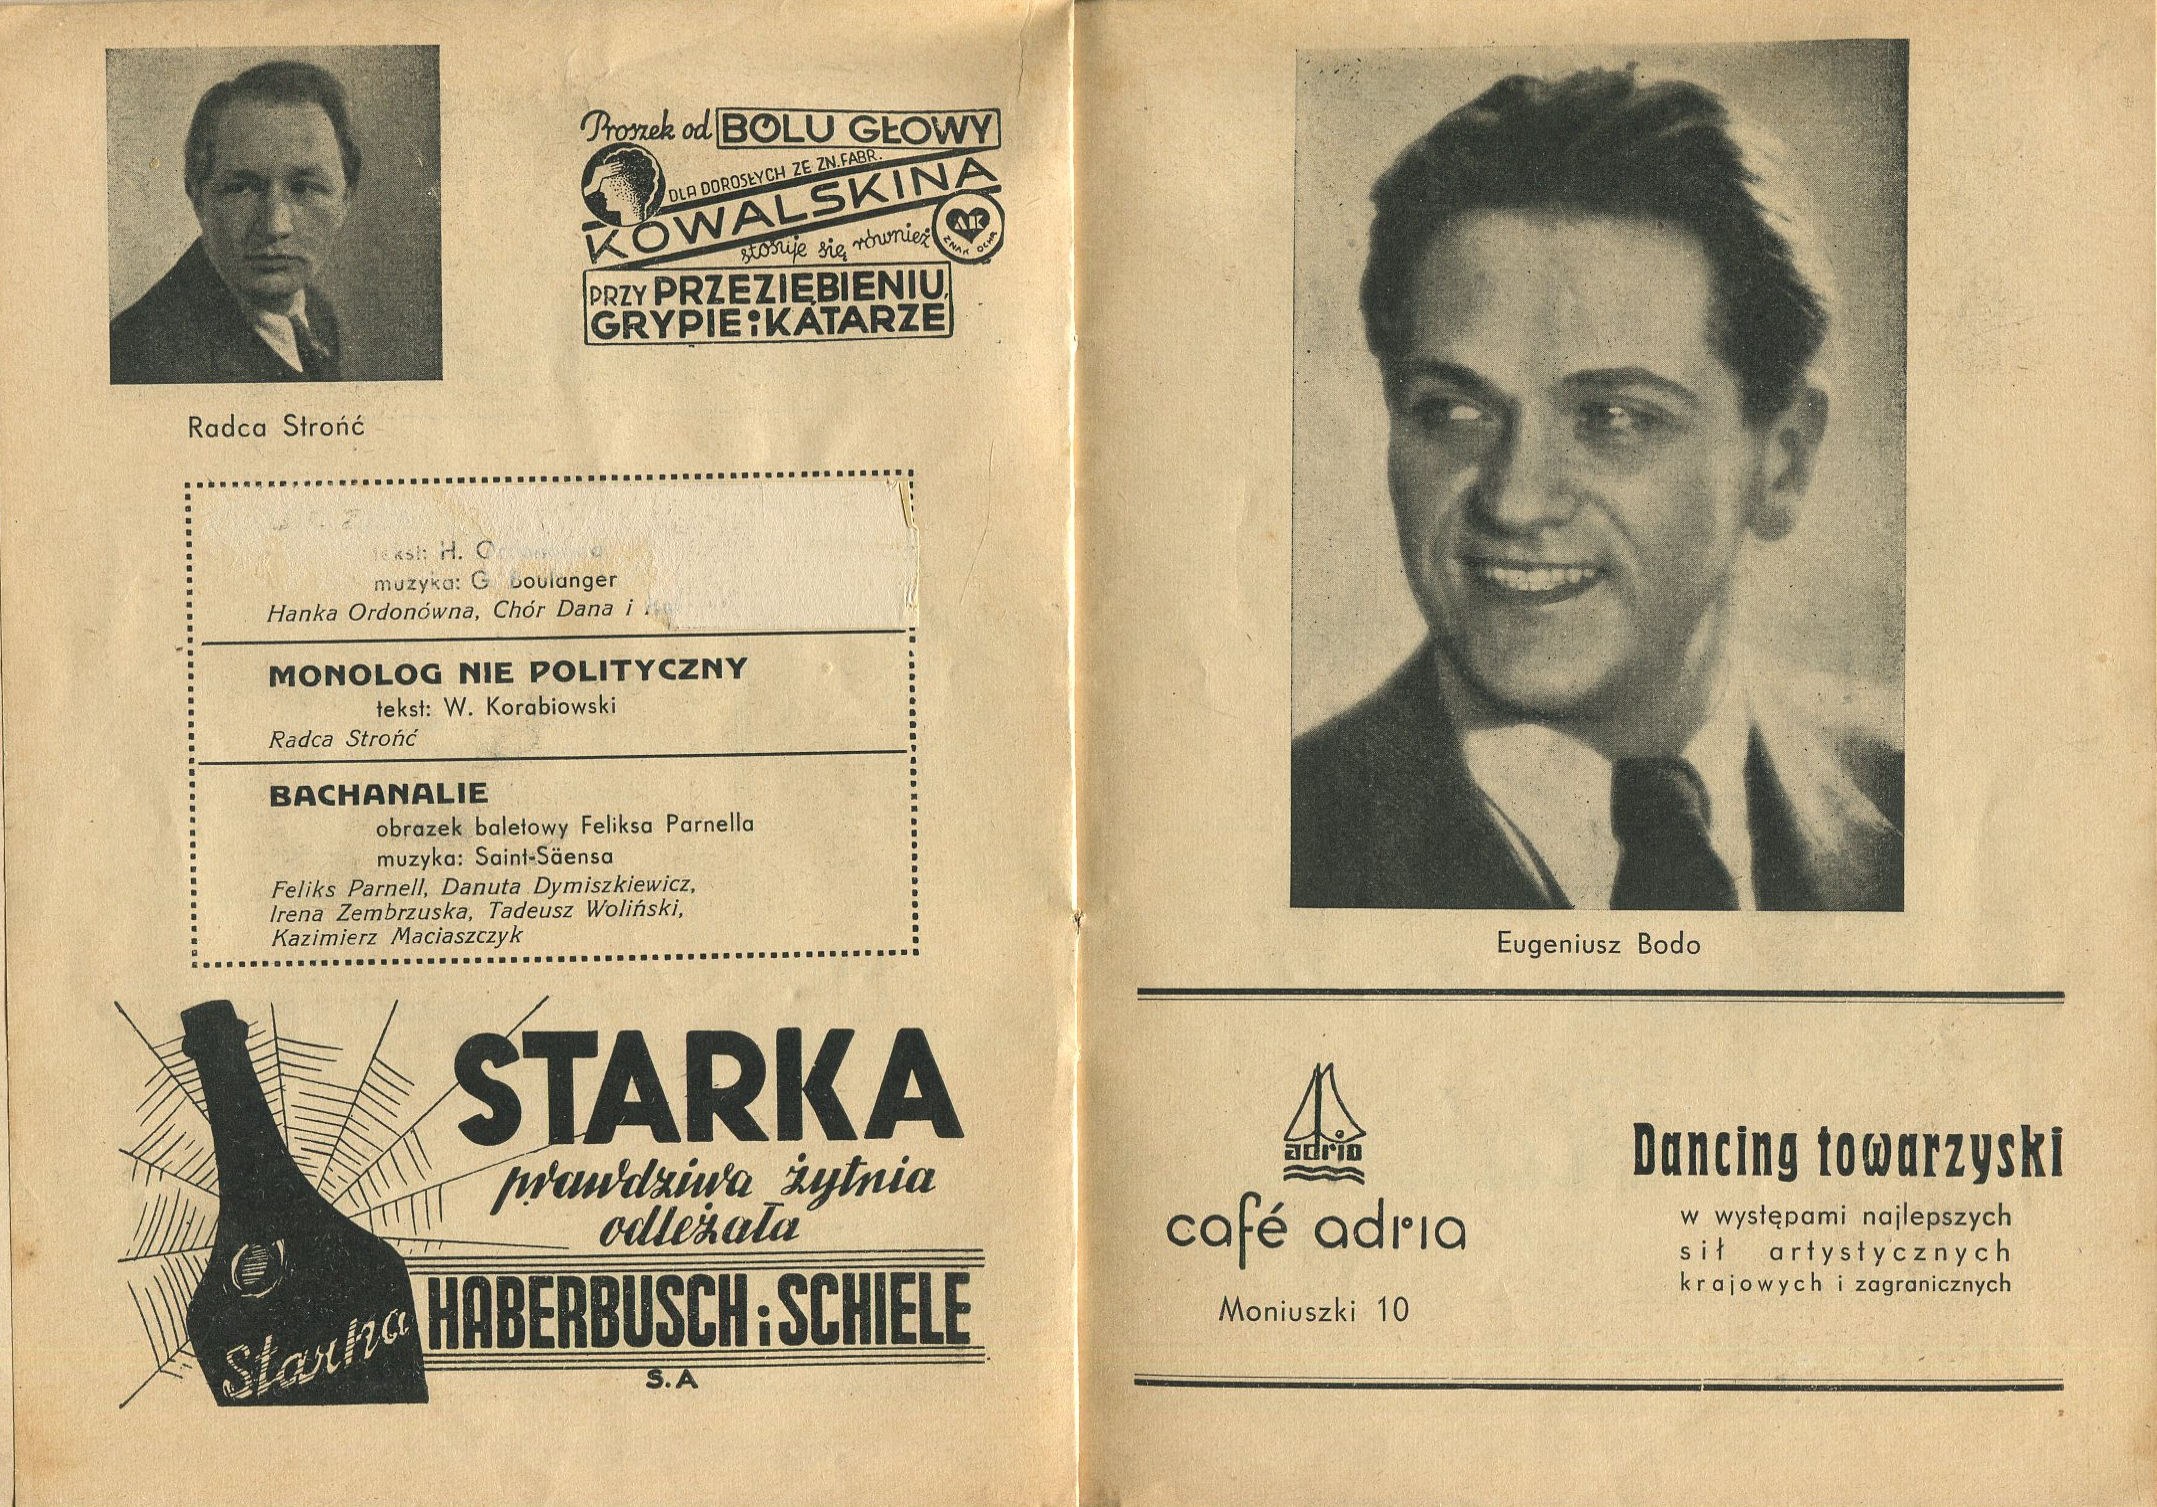 Radca Strońć
Proszek od BÓLU GŁOWY
DLA DOROSŁYCH ZE ZN. FABR.
KOWALSKINA
stosuje się również
AK
ZNAK OCHR
PRZY PRZEZIĘBIENIU,
GRYPIE i KATARZE
tekst: H.
muzyka: G. Boulanger
Hanka Ordonówna, Chór Dana i
MONOLOG NIE POLITYCZNY
tekst: W. Korabiowski
Radca Strońć
BACHANALIE
obrazek baletowy Feliksa Parnella
muzyka: Saint-Säensa
Feliks Parnell, Danuta Dymiszkiewicz,
Irena Zembrzuska, Tadeusz Woliński,
Kazimierz Maciaszczyk
STARKA
prawdziwa żytnia
odleżała
HABERBUSCH i SCHIELE
S. A
Starka
Eugeniusz Bodo
adria
café adria
Moniuszki 10
Dancing towarzyski
w występami najlepszych
sił artystycznych
krajowych i zagranicznych